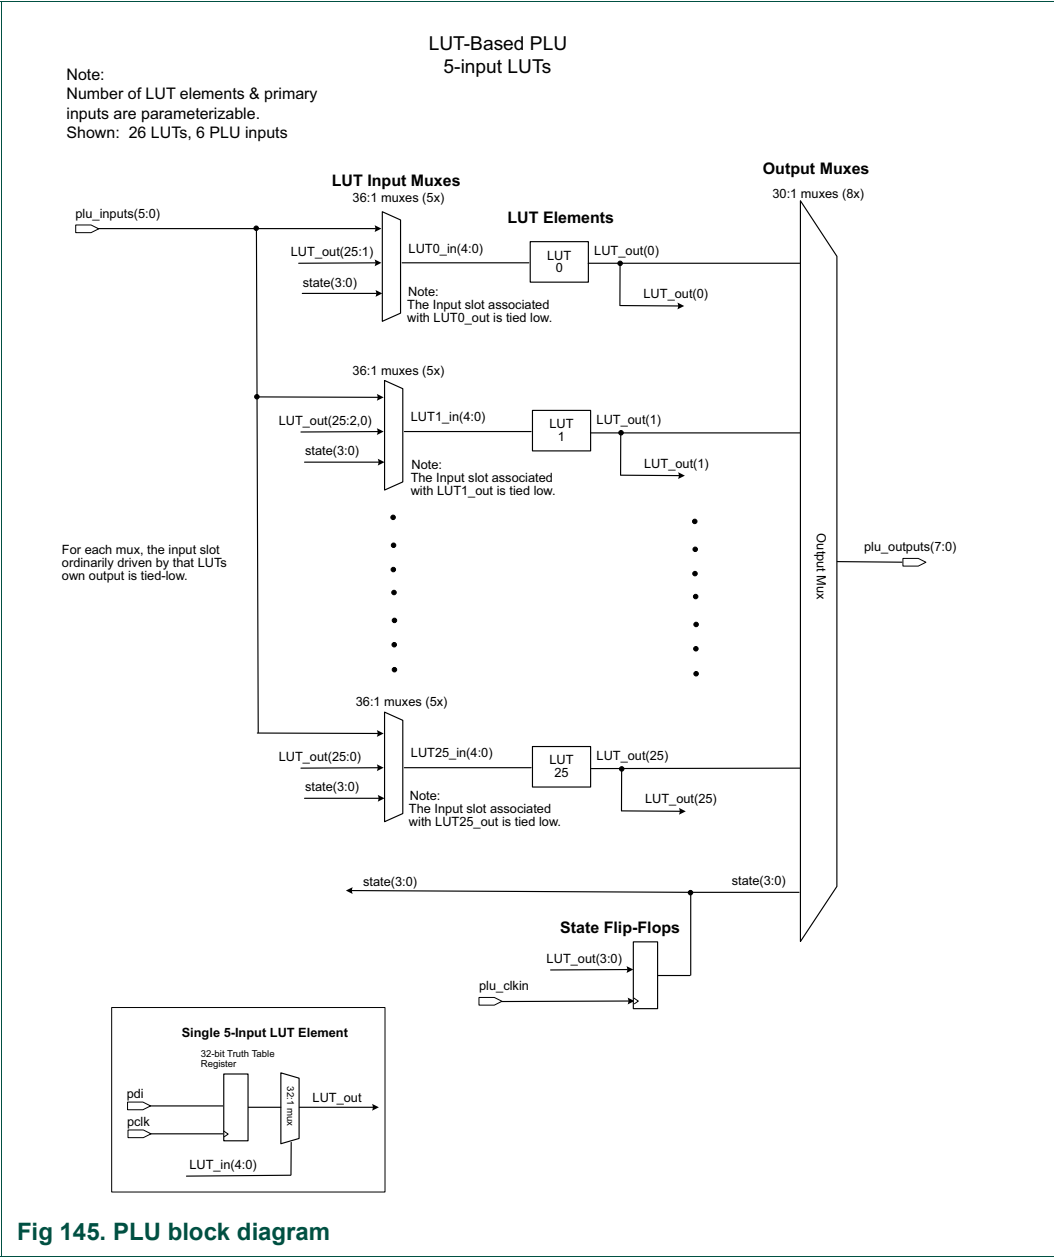 LUT-Based PLU
5-input LUTs
Note:
Number of LUT elements & primary
inputs are parameterizable.
Shown: 26 LUTs, 6 PLU inputs
Output Muxes
30:1 muxes (8x)
LUT Input Muxes
36:1 muxes (5x)
LUT Elements
plu_inputs(5:0)
LUT_out(25:1)
state(3:0)
LUT0_in(4:0)
LUT
0
LUT_out(0)
LUT_out(0)
Note:
The Input slot associated
with LUT0_out is tied low.
36:1 muxes (5x)
LUT_out(25:2,0)
state(3:0)
LUT1_in(4:0)
LUT
1
LUT_out(1)
LUT_out(1)
Note:
The Input slot associated
with LUT1_out is tied low.
For each mux, the input slot
ordinarily driven by that LUTs
own output is tied-low.
Output Mux
plu_outputs(7:0)
36:1 muxes (5x)
LUT_out(25:0)
state(3:0)
LUT25_in(4:0)
LUT
25
LUT_out(25)
LUT_out(25)
Note:
The Input slot associated
with LUT25_out is tied low.
state(3:0)
state(3:0)
State Flip-Flops
LUT_out(3:0)
plu_clkin
Single 5-Input LUT Element
32-bit Truth Table
Register
pdi
pclk
32:1 mux
LUT_out
LUT_in(4:0)
Fig 145. PLU block diagram